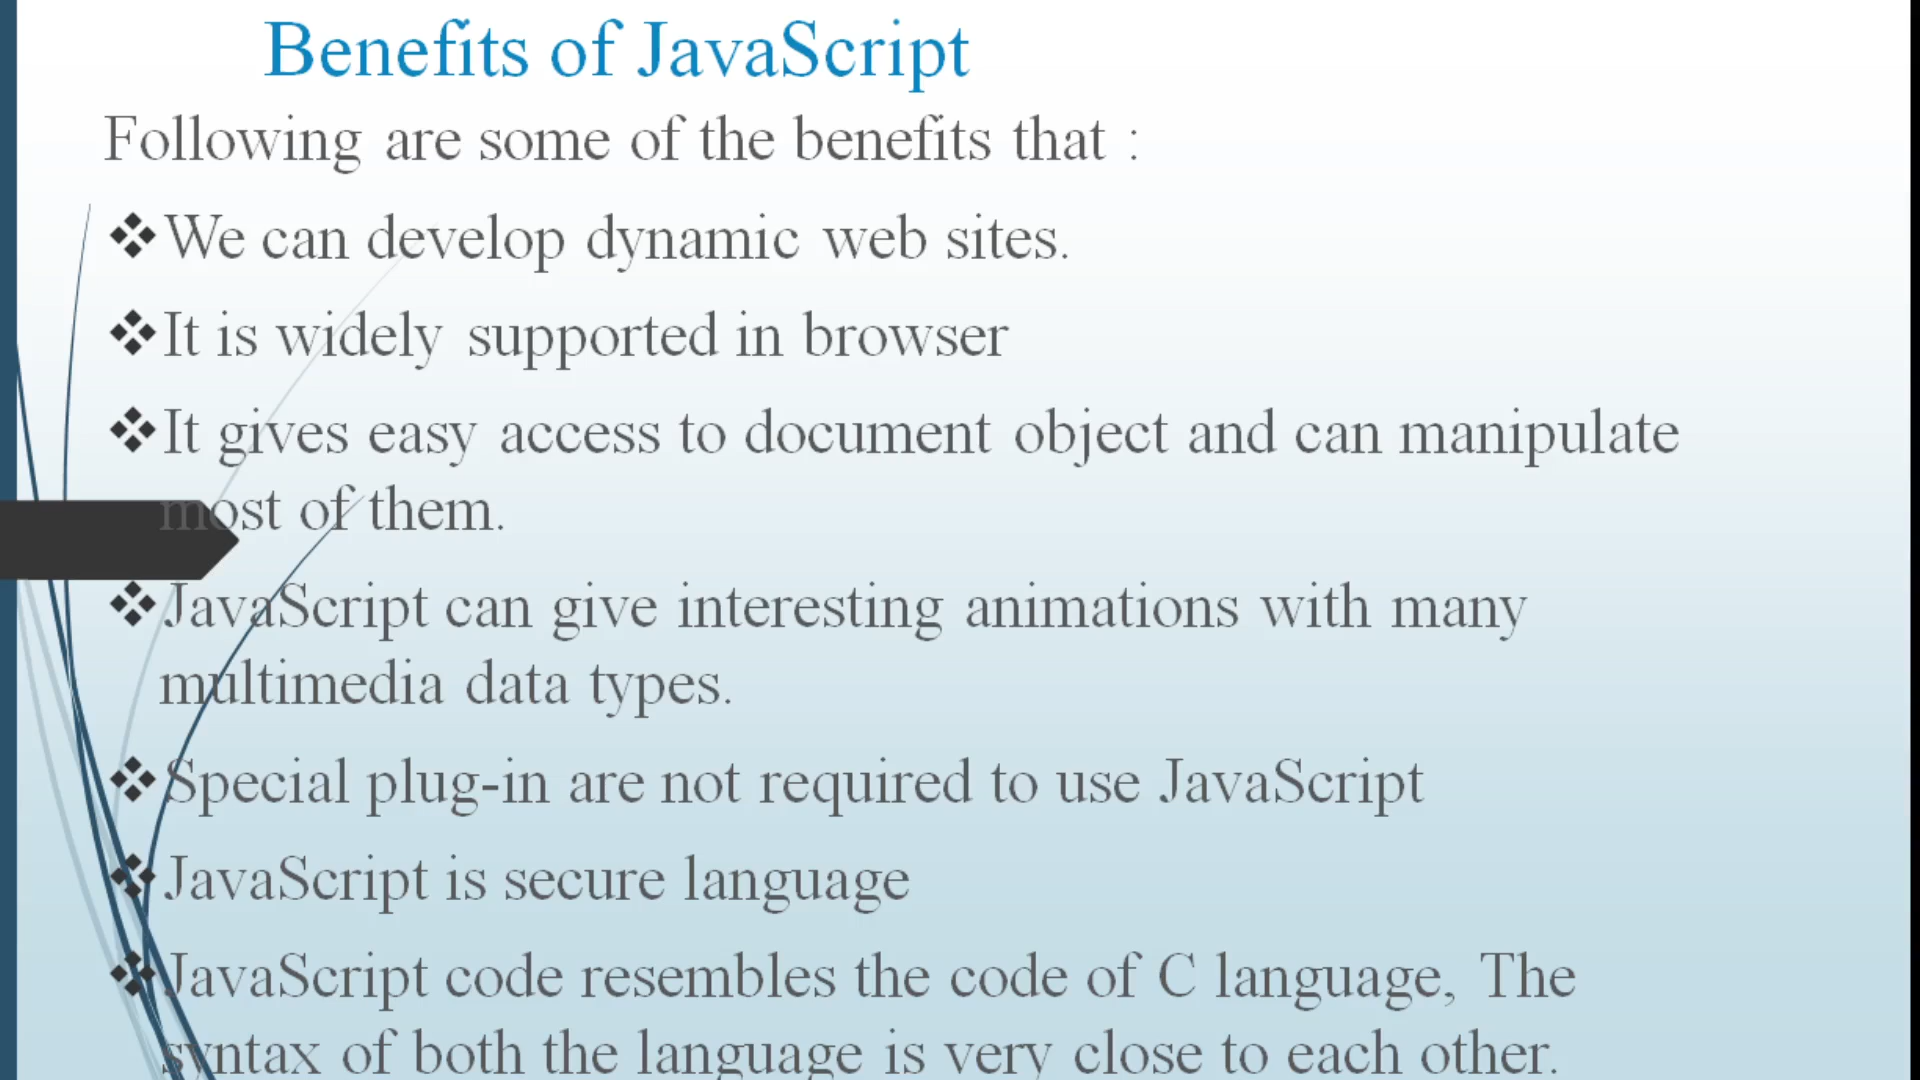 Benefits of JavaScript
Following are some of the benefits that :
❖We can develop dynamic web sites.
❖It is widely supported in browser
❖It gives easy access to document object and can manipulate
most of them.
❖JavaScript can give interesting animations with many
multimedia data types.
❖Special plug-in are not required to use JavaScript
❖JavaScript is secure language
❖JavaScript code resembles the code of C language, The
syntax of both the language is very close to each other.